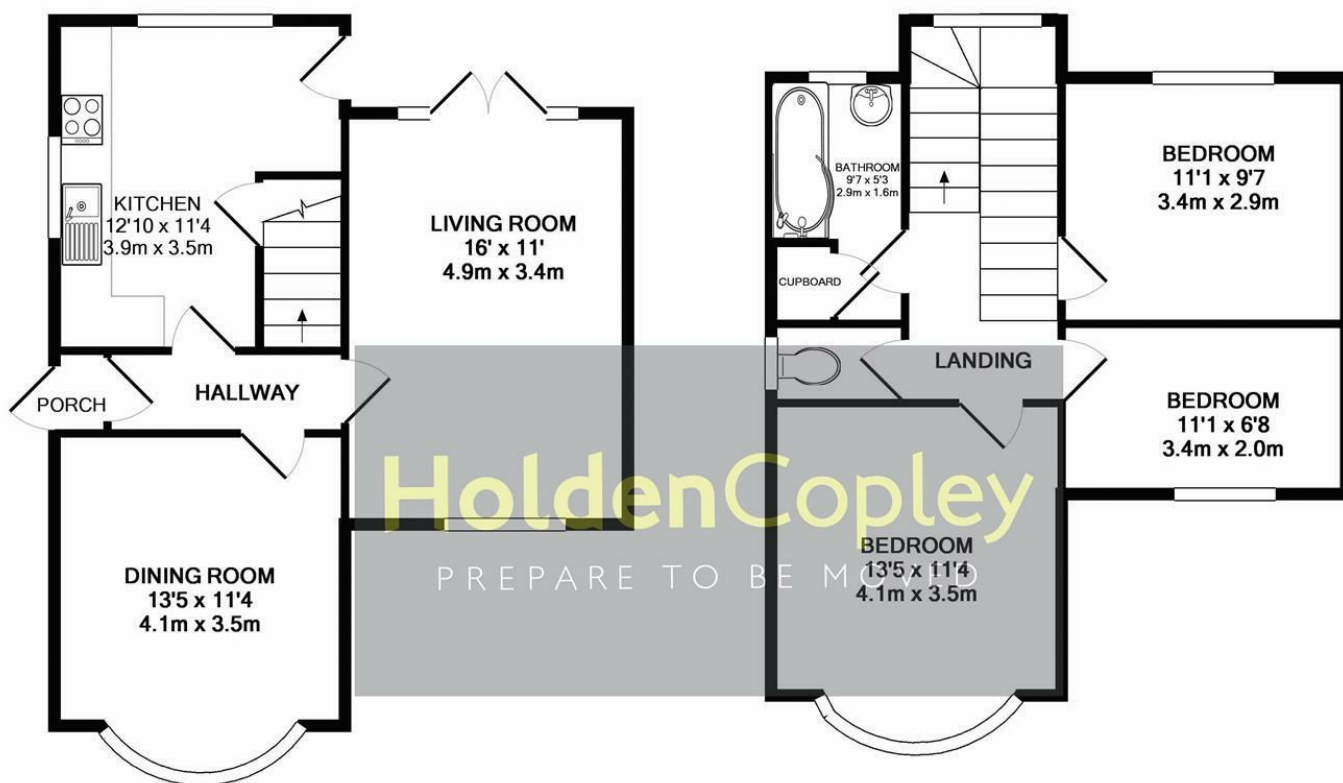 KITCHEN
12'10 x 11'4
3.9m x 3.5m
LIVING ROOM
16' x 11'
4.9m x 3.4m
PORCH
HALLWAY
DINING ROOM
13'5 x 11'4
4.1m x 3.5m
BATHROOM
9'7 x 5'3
2.9m x 1.6m
CUPBOARD
BEDROOM
11'1 x 9'7
3.4m x 2.9m
LANDING
BEDROOM
11'1 x 6'8
3.4m x 2.0m
BEDROOM
13'5 x 11'4
4.1m x 3.5m
HoldenCopley
PREPARE TO BE MOVED